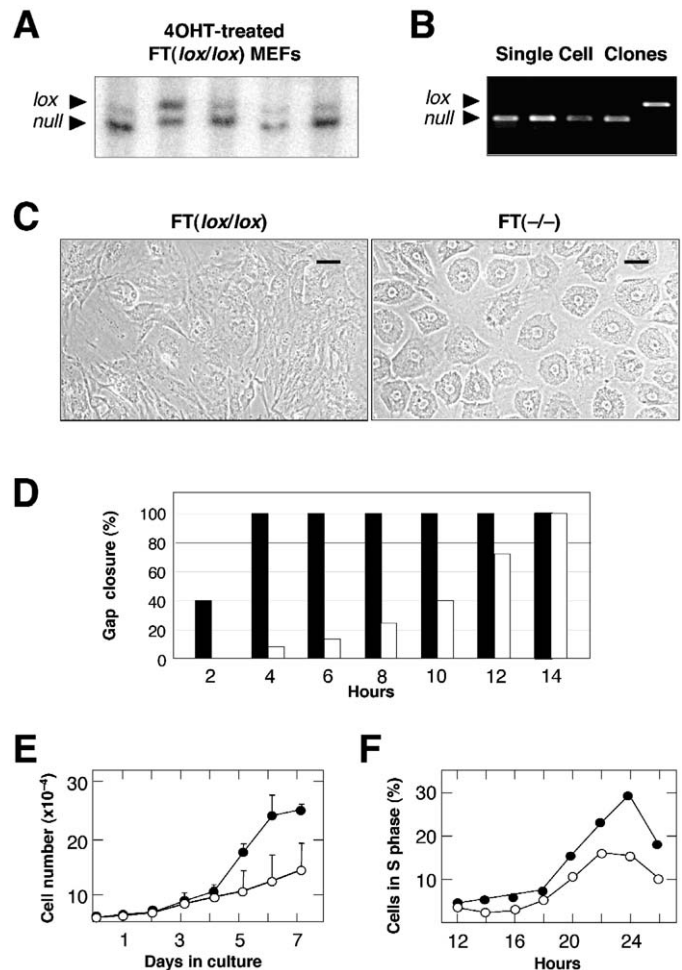 A
4OHT-treated
FT(lox/lox) MEFs
lox
null
B
Single Cell Clones
lox
null
C
FT(lox/lox)
FT(–/–)
D
Gap closure (%)
100
80
60
40
20
0
2 4 6 8 10 12 14
Hours
E
Cell number (x10⁻⁴)
30
20
10
1 3 5 7
Days in culture
F
Cells in S phase (%)
30
20
10
12 16 20 24
Hours